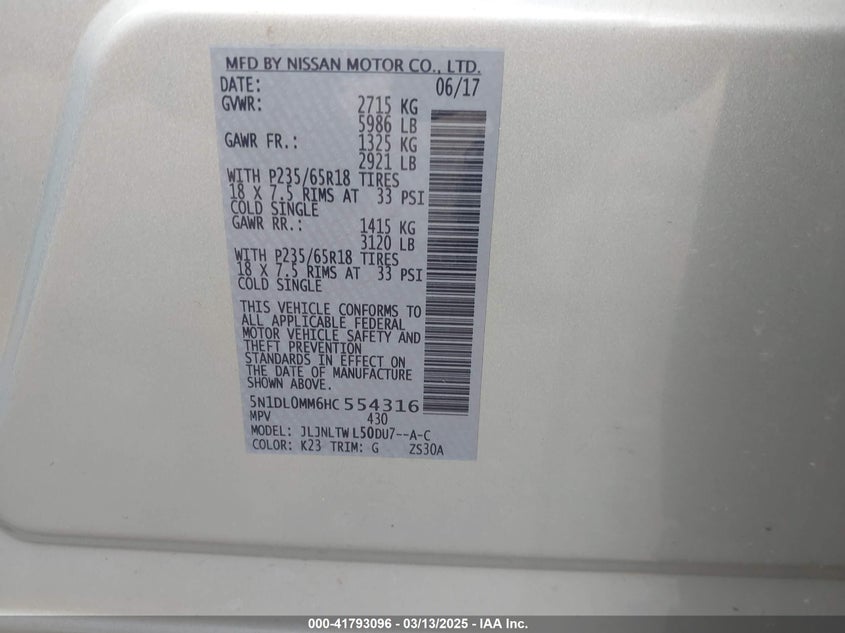 MFD BY NISSAN MOTOR CO., LTD.
DATE: 06/17
GVWR: 2715 KG
5986 LB
GAWR FR.: 1325 KG
2921 LB
WITH P235/65R18 TIRES
18 X 7.5 RIMS AT 33 PSI
COLD SINGLE
GAWR RR.: 1415 KG
3120 LB
WITH P235/65R18 TIRES
18 X 7.5 RIMS AT 33 PSI
COLD SINGLE
THIS VEHICLE CONFORMS TO
ALL APPLICABLE FEDERAL
MOTOR VEHICLE SAFETY AND
THEFT PREVENTION
STANDARDS IN EFFECT ON
THE DATE OF MANUFACTURE
SHOWN ABOVE.
5N1DL0MM6HC 554316
MPV 430
MODEL: JLJNLTW L50DU7--A-C
COLOR: K23 TRIM: G ZS30A
000-41793096 - 03/13/2025 - IAA Inc.